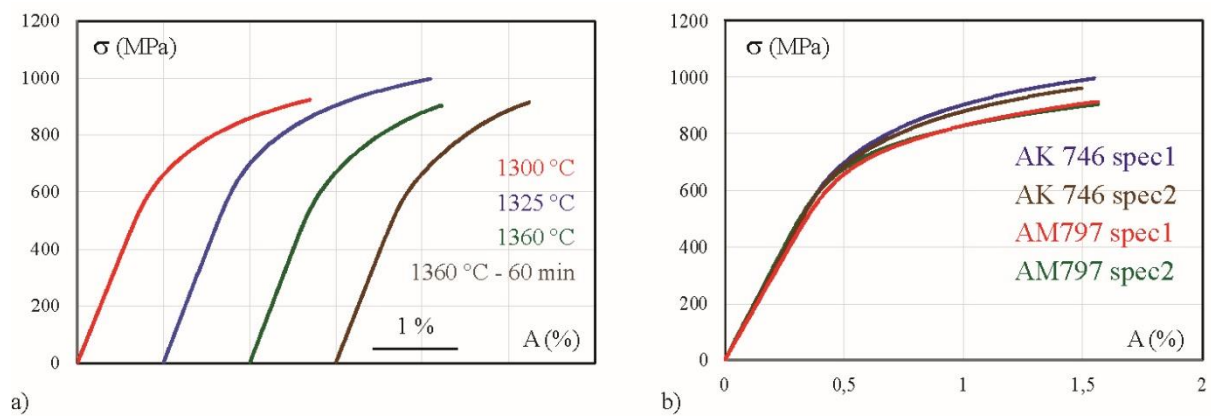 1200
σ (MPa)
1000
800
600
400
200
0
1300 °C
1325 °C
1360 °C
1360 °C - 60 min
1 %
A (%)
a)
1200
σ (MPa)
1000
800
600
400
200
0
AK 746 spec1
AK 746 spec2
AM797 spec1
AM797 spec2
A (%)
0 0,5 1 1,5 2
b)